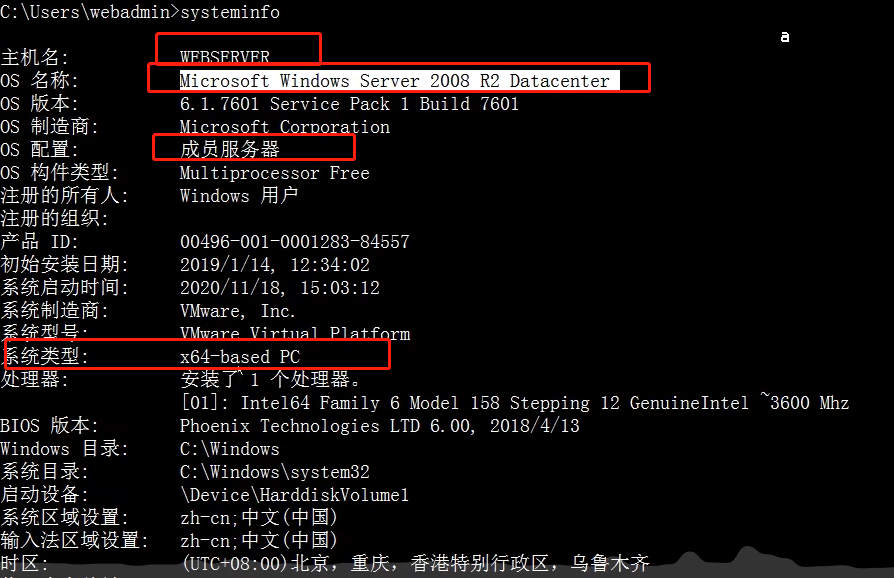 C:\Users\webadmin>systeminfo
a
主机名: WEBSERVER
OS 名称: Microsoft Windows Server 2008 R2 Datacenter
OS 版本: 6.1.7601 Service Pack 1 Build 7601
OS 制造商: Microsoft Corporation
OS 配置: 成员服务器
OS 构件类型: Multiprocessor Free
注册的所有人: Windows 用户
注册的组织:
产品 ID: 00496-001-0001283-84557
初始安装日期: 2019/1/14, 12:34:02
系统启动时间: 2020/11/18, 15:03:12
系统制造商: VMware, Inc.
系统型号: VMware Virtual Platform
系统类型: x64-based PC
处理器: 安装了 1 个处理器。
[01]: Intel64 Family 6 Model 158 Stepping 12 GenuineIntel ~3600 Mhz
BIOS 版本: Phoenix Technologies LTD 6.00, 2018/4/13
Windows 目录: C:\Windows
系统目录: C:\Windows\system32
启动设备: \Device\HarddiskVolume1
系统区域设置: zh-cn;中文(中国)
输入法区域设置: zh-cn;中文(中国)
时区: (UTC+08:00)北京，重庆，香港特别行政区，乌鲁木齐